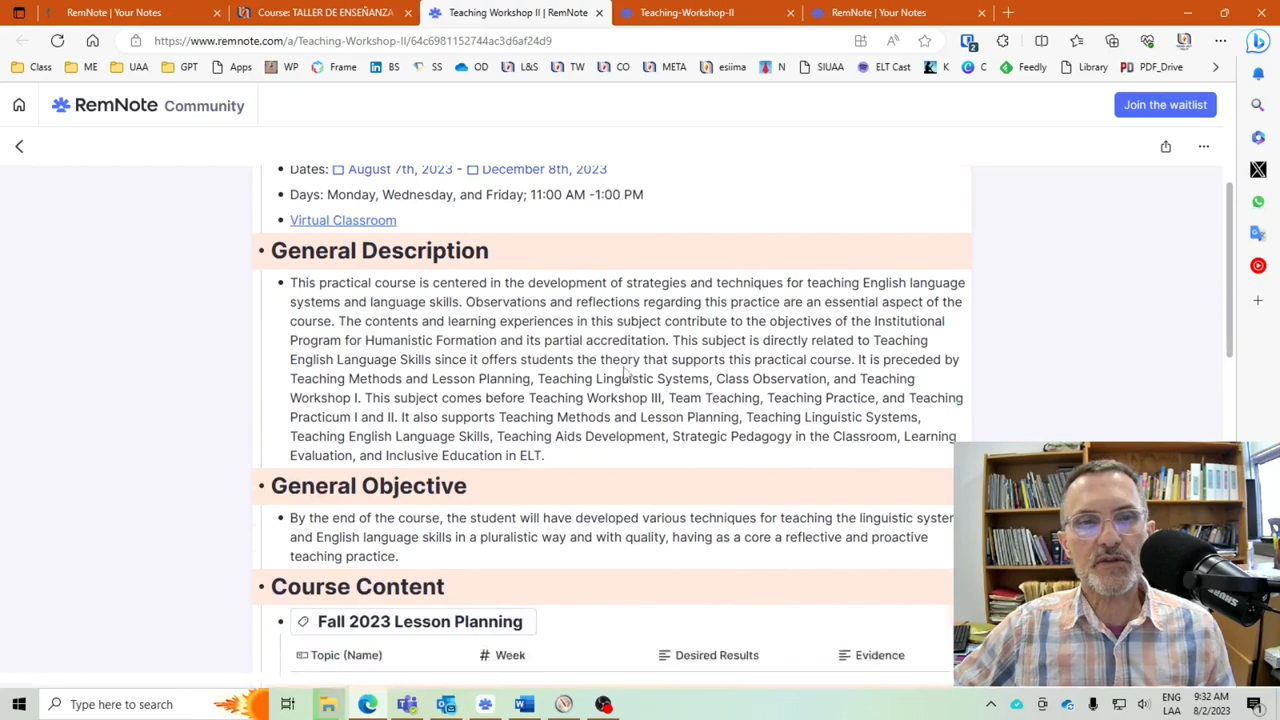 RemNote | Your Notes
Course: TALLER DE ENSEÑANZA
Teaching Workshop II | RemNote
Teaching-Workshop-II
RemNote | Your Notes
https://www.remnote.com/a/Teaching-Workshop-II/64c6981152744ac3d6af24d9
Class ME UAA GPT Apps WP Frame BS SS OD L&S TW CO META esiima N SIUAA ELT Cast K C Feedly Library PDF_Drive
RemNote Community
Join the waitlist
Dates: August 7th, 2023 - December 8th, 2023
Days: Monday, Wednesday, and Friday; 11:00 AM -1:00 PM
Virtual Classroom
General Description
This practical course is centered in the development of strategies and techniques for teaching English language
systems and language skills. Observations and reflections regarding this practice are an essential aspect of the
course. The contents and learning experiences in this subject contribute to the objectives of the Institutional
Program for Humanistic Formation and its partial accreditation. This subject is directly related to Teaching
English Language Skills since it offers students the theory that supports this practical course. It is preceded by
Teaching Methods and Lesson Planning, Teaching Linguistic Systems, Class Observation, and Teaching
Workshop I. This subject comes before Teaching Workshop III, Team Teaching, Teaching Practice, and Teaching
Practicum I and II. It also supports Teaching Methods and Lesson Planning, Teaching Linguistic Systems,
Teaching English Language Skills, Teaching Aids Development, Strategic Pedagogy in the Classroom, Learning
Evaluation, and Inclusive Education in ELT.
General Objective
By the end of the course, the student will have developed various techniques for teaching the linguistic system
and English language skills in a pluralistic way and with quality, having as a core a reflective and proactive
teaching practice.
Course Content
Fall 2023 Lesson Planning
Topic (Name) # Week Desired Results Evidence
Type here to search
ENG
LAA
9:32 AM
8/2/2023